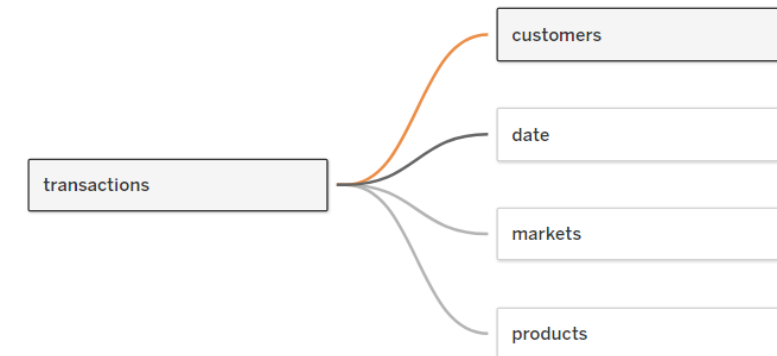 customers
date
transactions
markets
products